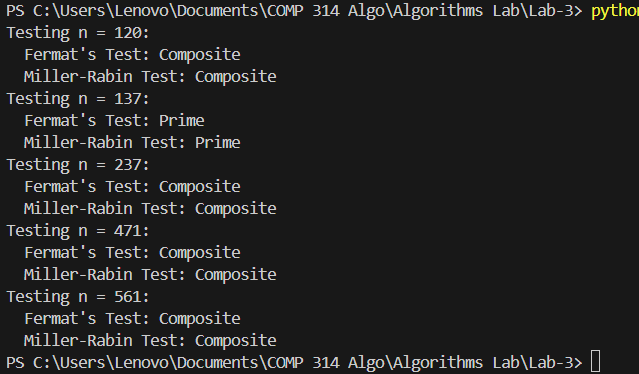 PS C:\Users\Lenovo\Documents\COMP 314 Algo\Algorithms Lab\Lab-3> python
Testing n = 120:
  Fermat's Test: Composite
  Miller-Rabin Test: Composite
Testing n = 137:
  Fermat's Test: Prime
  Miller-Rabin Test: Prime
Testing n = 237:
  Fermat's Test: Composite
  Miller-Rabin Test: Composite
Testing n = 471:
  Fermat's Test: Composite
  Miller-Rabin Test: Composite
Testing n = 561:
  Fermat's Test: Composite
  Miller-Rabin Test: Composite
PS C:\Users\Lenovo\Documents\COMP 314 Algo\Algorithms Lab\Lab-3>